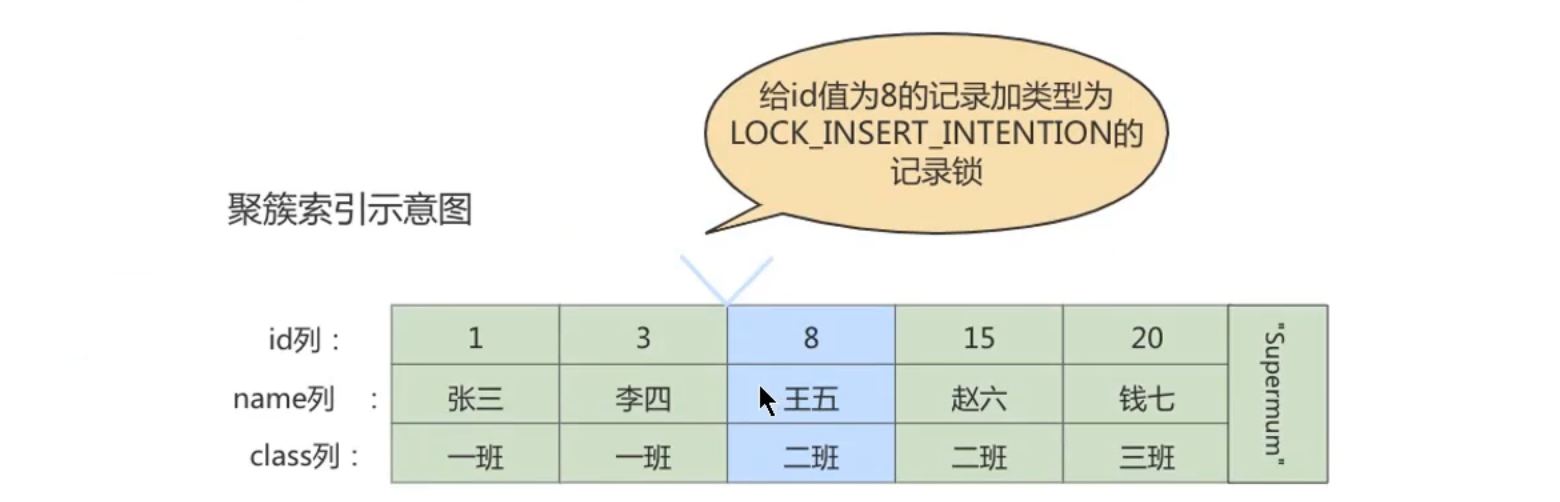 给id值为8的记录加类型为
LOCK_INSERT_INTENTION的
记录锁
聚簇索引示意图
id列： 1 3 8 15 20
name列 ： 张三 李四 王五 赵六 钱七
class列： 一班 一班 二班 二班 三班
"Supermum"